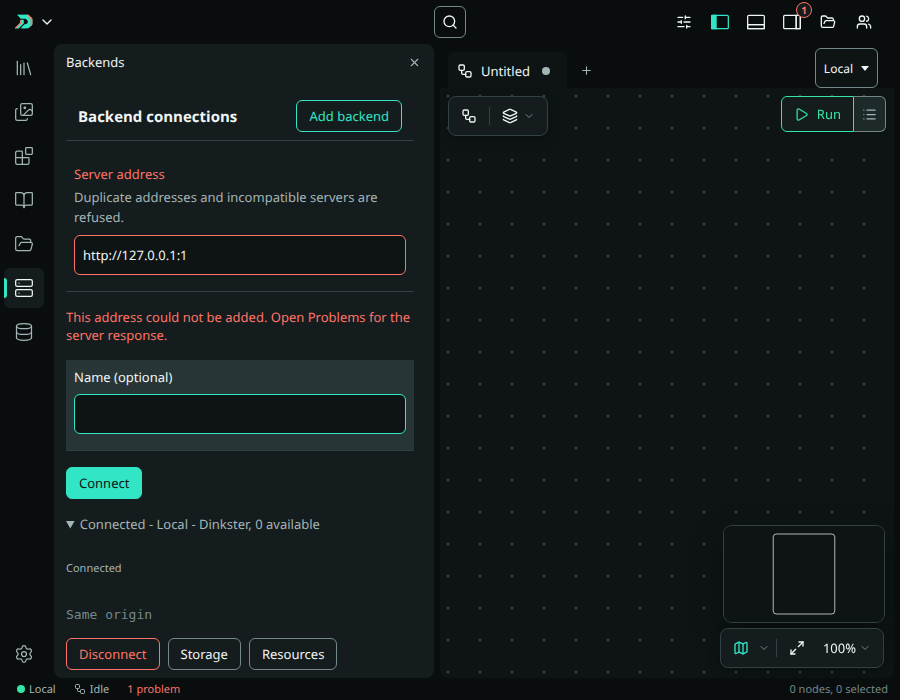 1
Backends
Untitled
Local
Backend connections
Add backend
Run
Server address
Duplicate addresses and incompatible servers are
refused.
http://127.0.0.1:1
This address could not be added. Open Problems for the
server response.
Name (optional)
Connect
Connected - Local - Dinkster, 0 available
Connected
Same origin
Disconnect
Storage
Resources
100%
Local
Idle
1 problem
0 nodes, 0 selected